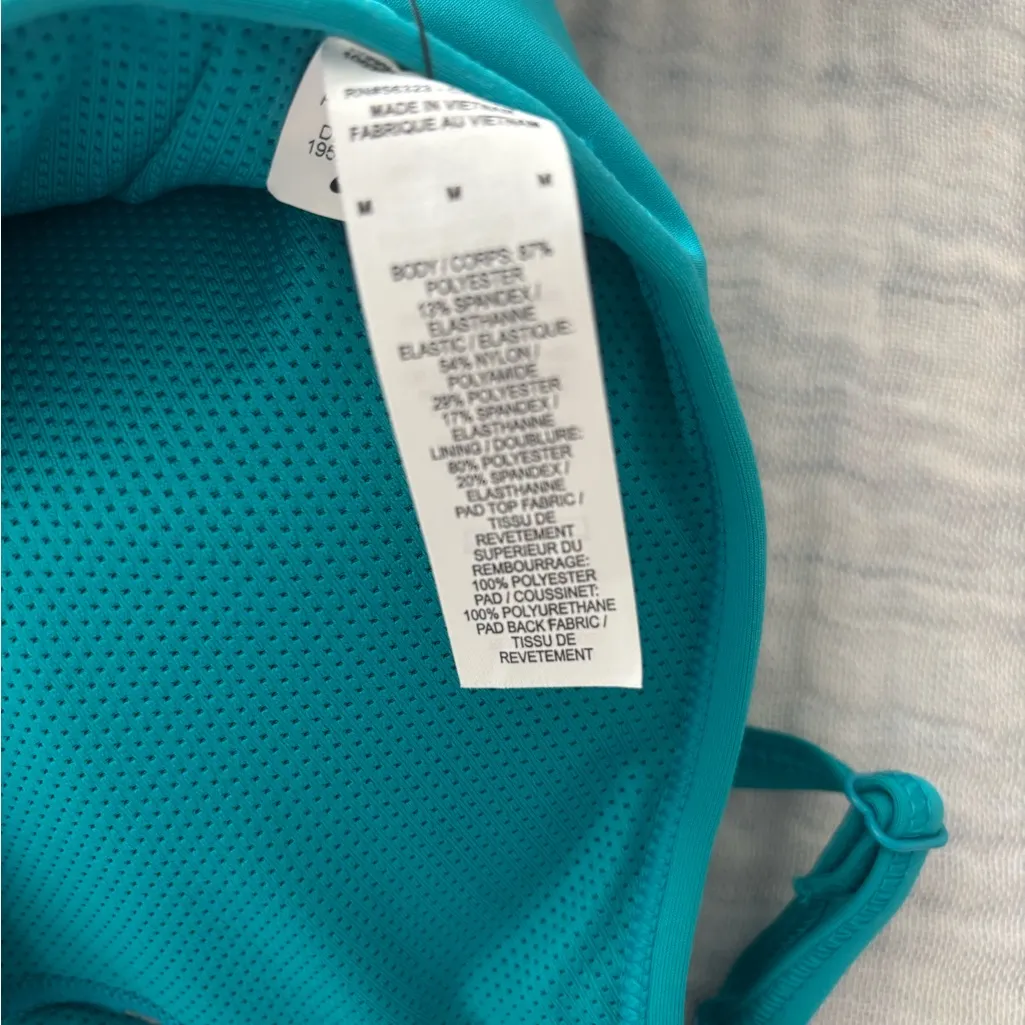 MADE IN VIETNAM
FABRIQUE AU VIETNAM
D
195
M M M
BODY / CORPS: 87%
POLYESTER
13% SPANDEX /
ELASTHANNE
ELASTIC / ELASTIQUE:
54% NYLON /
POLYAMIDE
29% POLYESTER
17% SPANDEX /
ELASTHANNE
LINING / DOUBLURE:
80% POLYESTER
20% SPANDEX /
ELASTHANNE
PAD TOP FABRIC /
TISSU DE
REVETEMENT
SUPERIEUR DU
REMBOURRAGE:
100% POLYESTER
PAD / COUSSINET:
100% POLYURETHANE
PAD BACK FABRIC /
TISSU DE
REVETEMENT